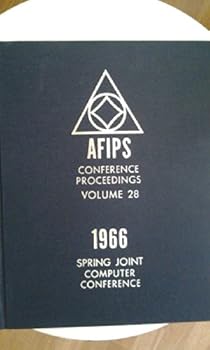 AFIPS
CONFERENCE
PROCEEDINGS
VOLUME 28
1966
SPRING JOINT
COMPUTER
CONFERENCE